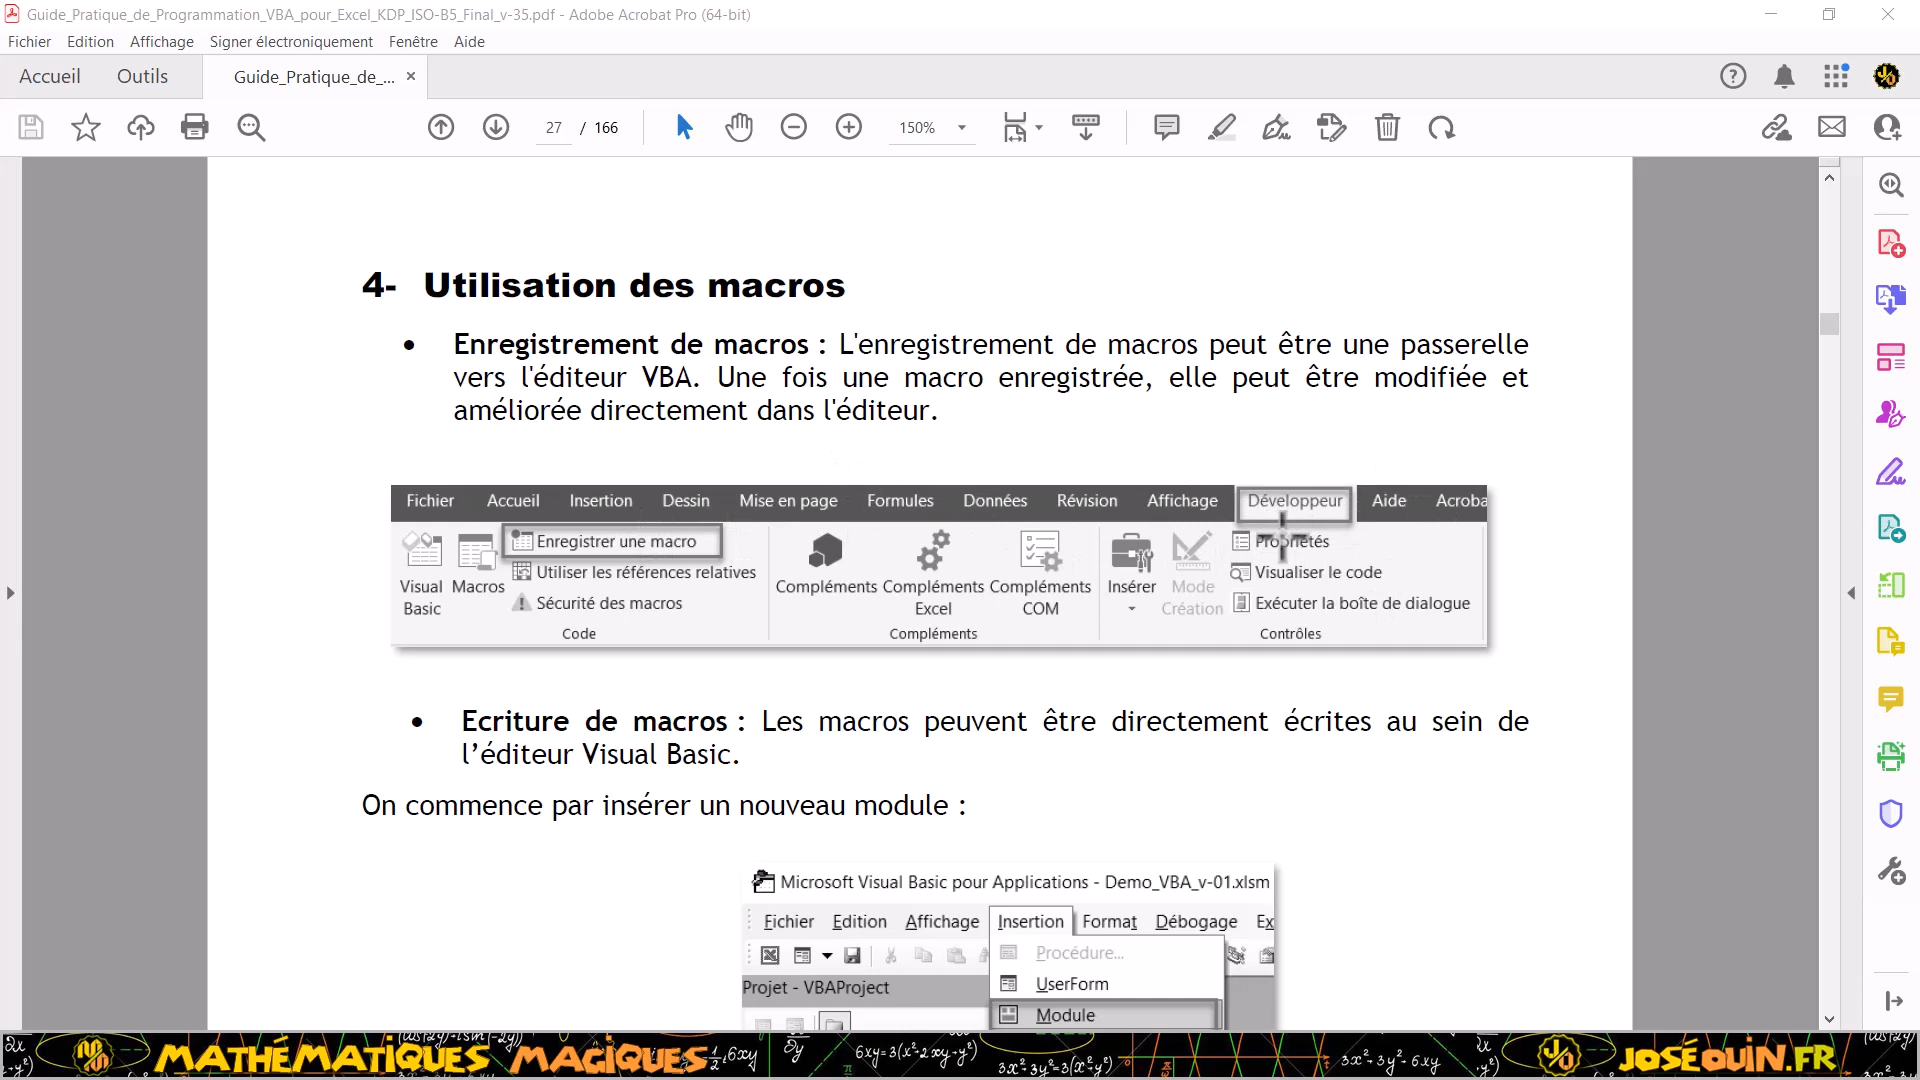 Guide_Pratique_de_Programmation_VBA_pour_Excel_KDP_ISO-B5_Final_v-35.pdf - Adobe Acrobat Pro (64-bit)
Fichier Edition Affichage Signer électroniquement Fenêtre Aide
Accueil Outils Guide_Pratique_de_... ×
27 / 166 150%
4- Utilisation des macros
• Enregistrement de macros : L'enregistrement de macros peut être une passerelle
vers l'éditeur VBA. Une fois une macro enregistrée, elle peut être modifiée et
améliorée directement dans l'éditeur.
Fichier Accueil Insertion Dessin Mise en page Formules Données Révision Affichage Développeur Aide Acroba
Enregistrer une macro
Utiliser les références relatives
Sécurité des macros
Visual Basic
Macros
Code
Compléments
Compléments Excel
Compléments COM
Compléments
Insérer
Mode Création
Propriétés
Visualiser le code
Exécuter la boîte de dialogue
Contrôles
• Ecriture de macros : Les macros peuvent être directement écrites au sein de
l’éditeur Visual Basic.
On commence par insérer un nouveau module :
Microsoft Visual Basic pour Applications - Demo_VBA_v-01.xlsm
Fichier Edition Affichage Insertion Format Débogage Ex
Procédure...
UserForm
Module
Projet - VBAProject
MATHÉMATIQUES MAGIQUES
JOSÉOUIN.FR